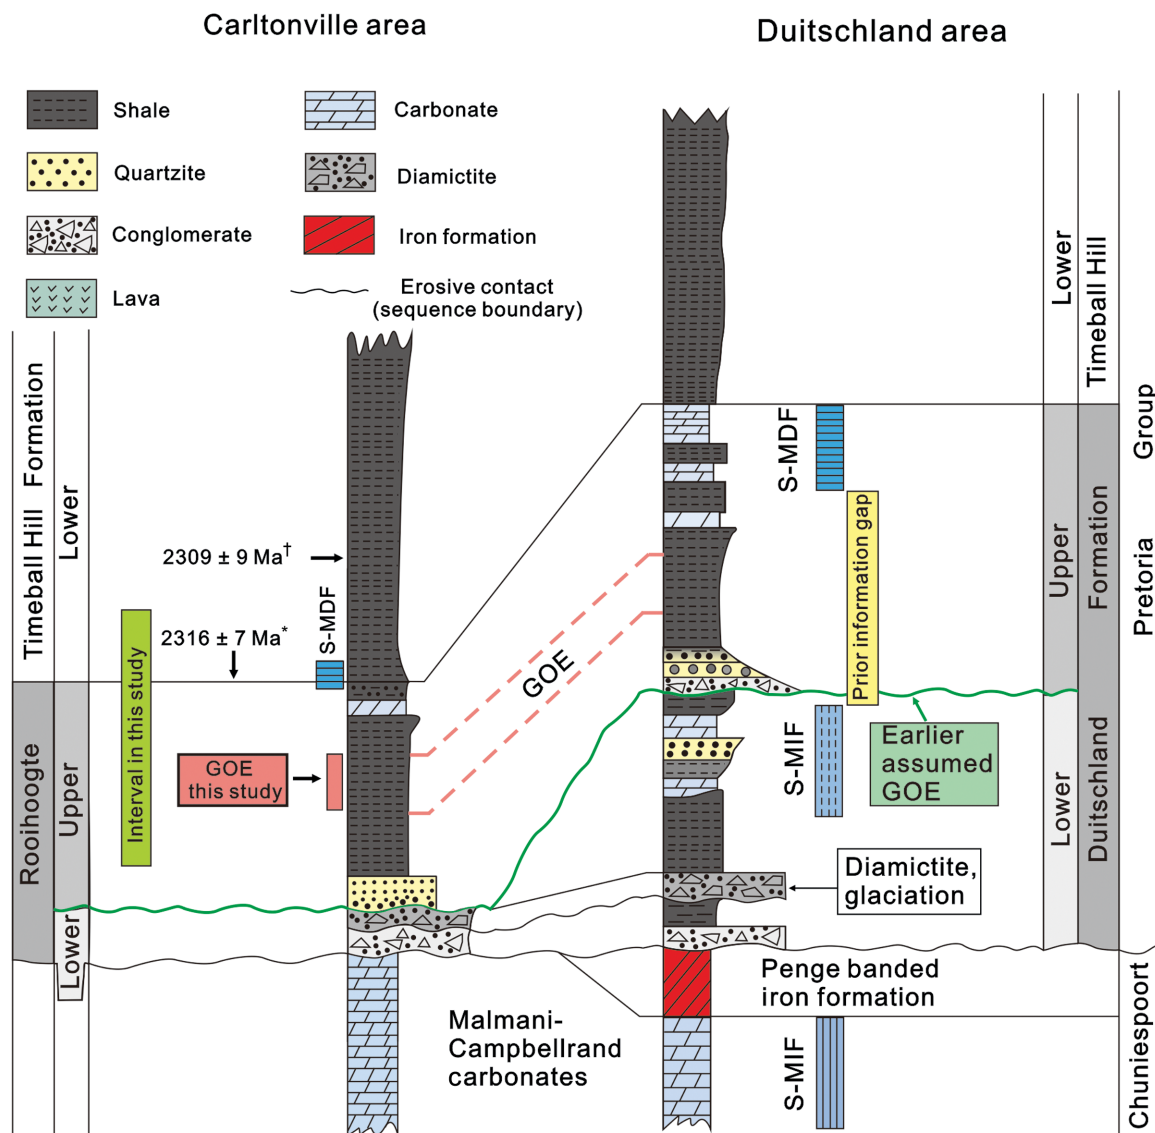 Carltonville area
Duitschland area
Shale
Carbonate
Quartzite
Diamictite
Conglomerate
Iron formation
Lava
Erosive contact
(sequence boundary)
Timeball Hill Formation
Lower
Rooihoogte
Upper
Lower
Interval in this study
2309 ± 9 Ma†
2316 ± 7 Ma*
S-MDF
GOE
this study
GOE
Malmani-
Campbellrand
carbonates
S-MDF
Prior information gap
S-MIF
Earlier
assumed
GOE
Diamictite,
glaciation
Penge banded
iron formation
S-MIF
Lower
Timeball Hill
Upper
Formation
Lower
Duitschland
Group
Pretoria
Chuniespoort